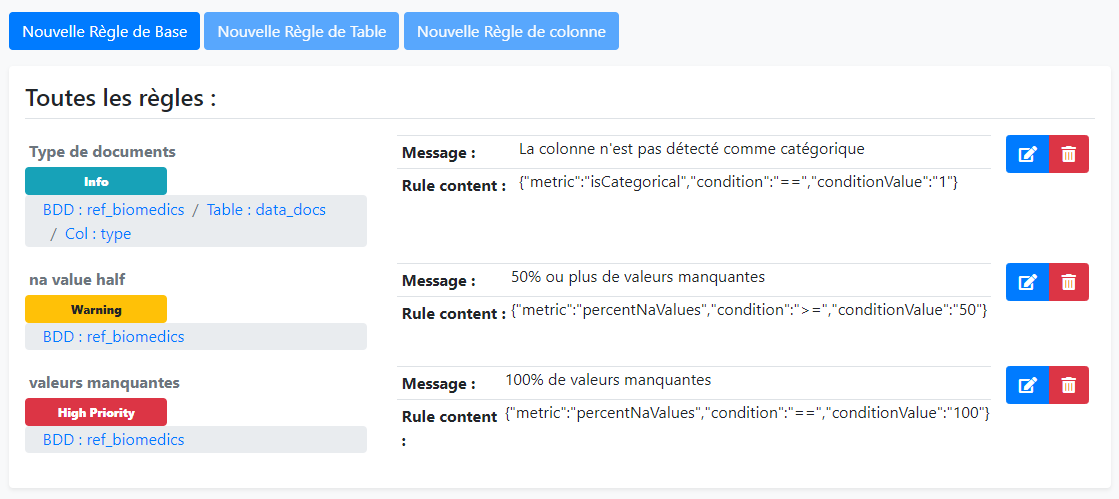 Nouvelle Règle de Base Nouvelle Règle de Table Nouvelle Règle de colonne
Toutes les règles :
Type de documents
Info
BDD : ref_biomedics / Table : data_docs
/ Col : type
Message : La colonne n'est pas détecté comme catégorique
Rule content : {"metric":"isCategorical","condition":"==","conditionValue":"1"}
na value half
Warning
BDD : ref_biomedics
Message : 50% ou plus de valeurs manquantes
Rule content : {"metric":"percentNaValues","condition":">=","conditionValue":"50"}
valeurs manquantes
High Priority
BDD : ref_biomedics
Message : 100% de valeurs manquantes
Rule content {"metric":"percentNaValues","condition":"==","conditionValue":"100"}
: